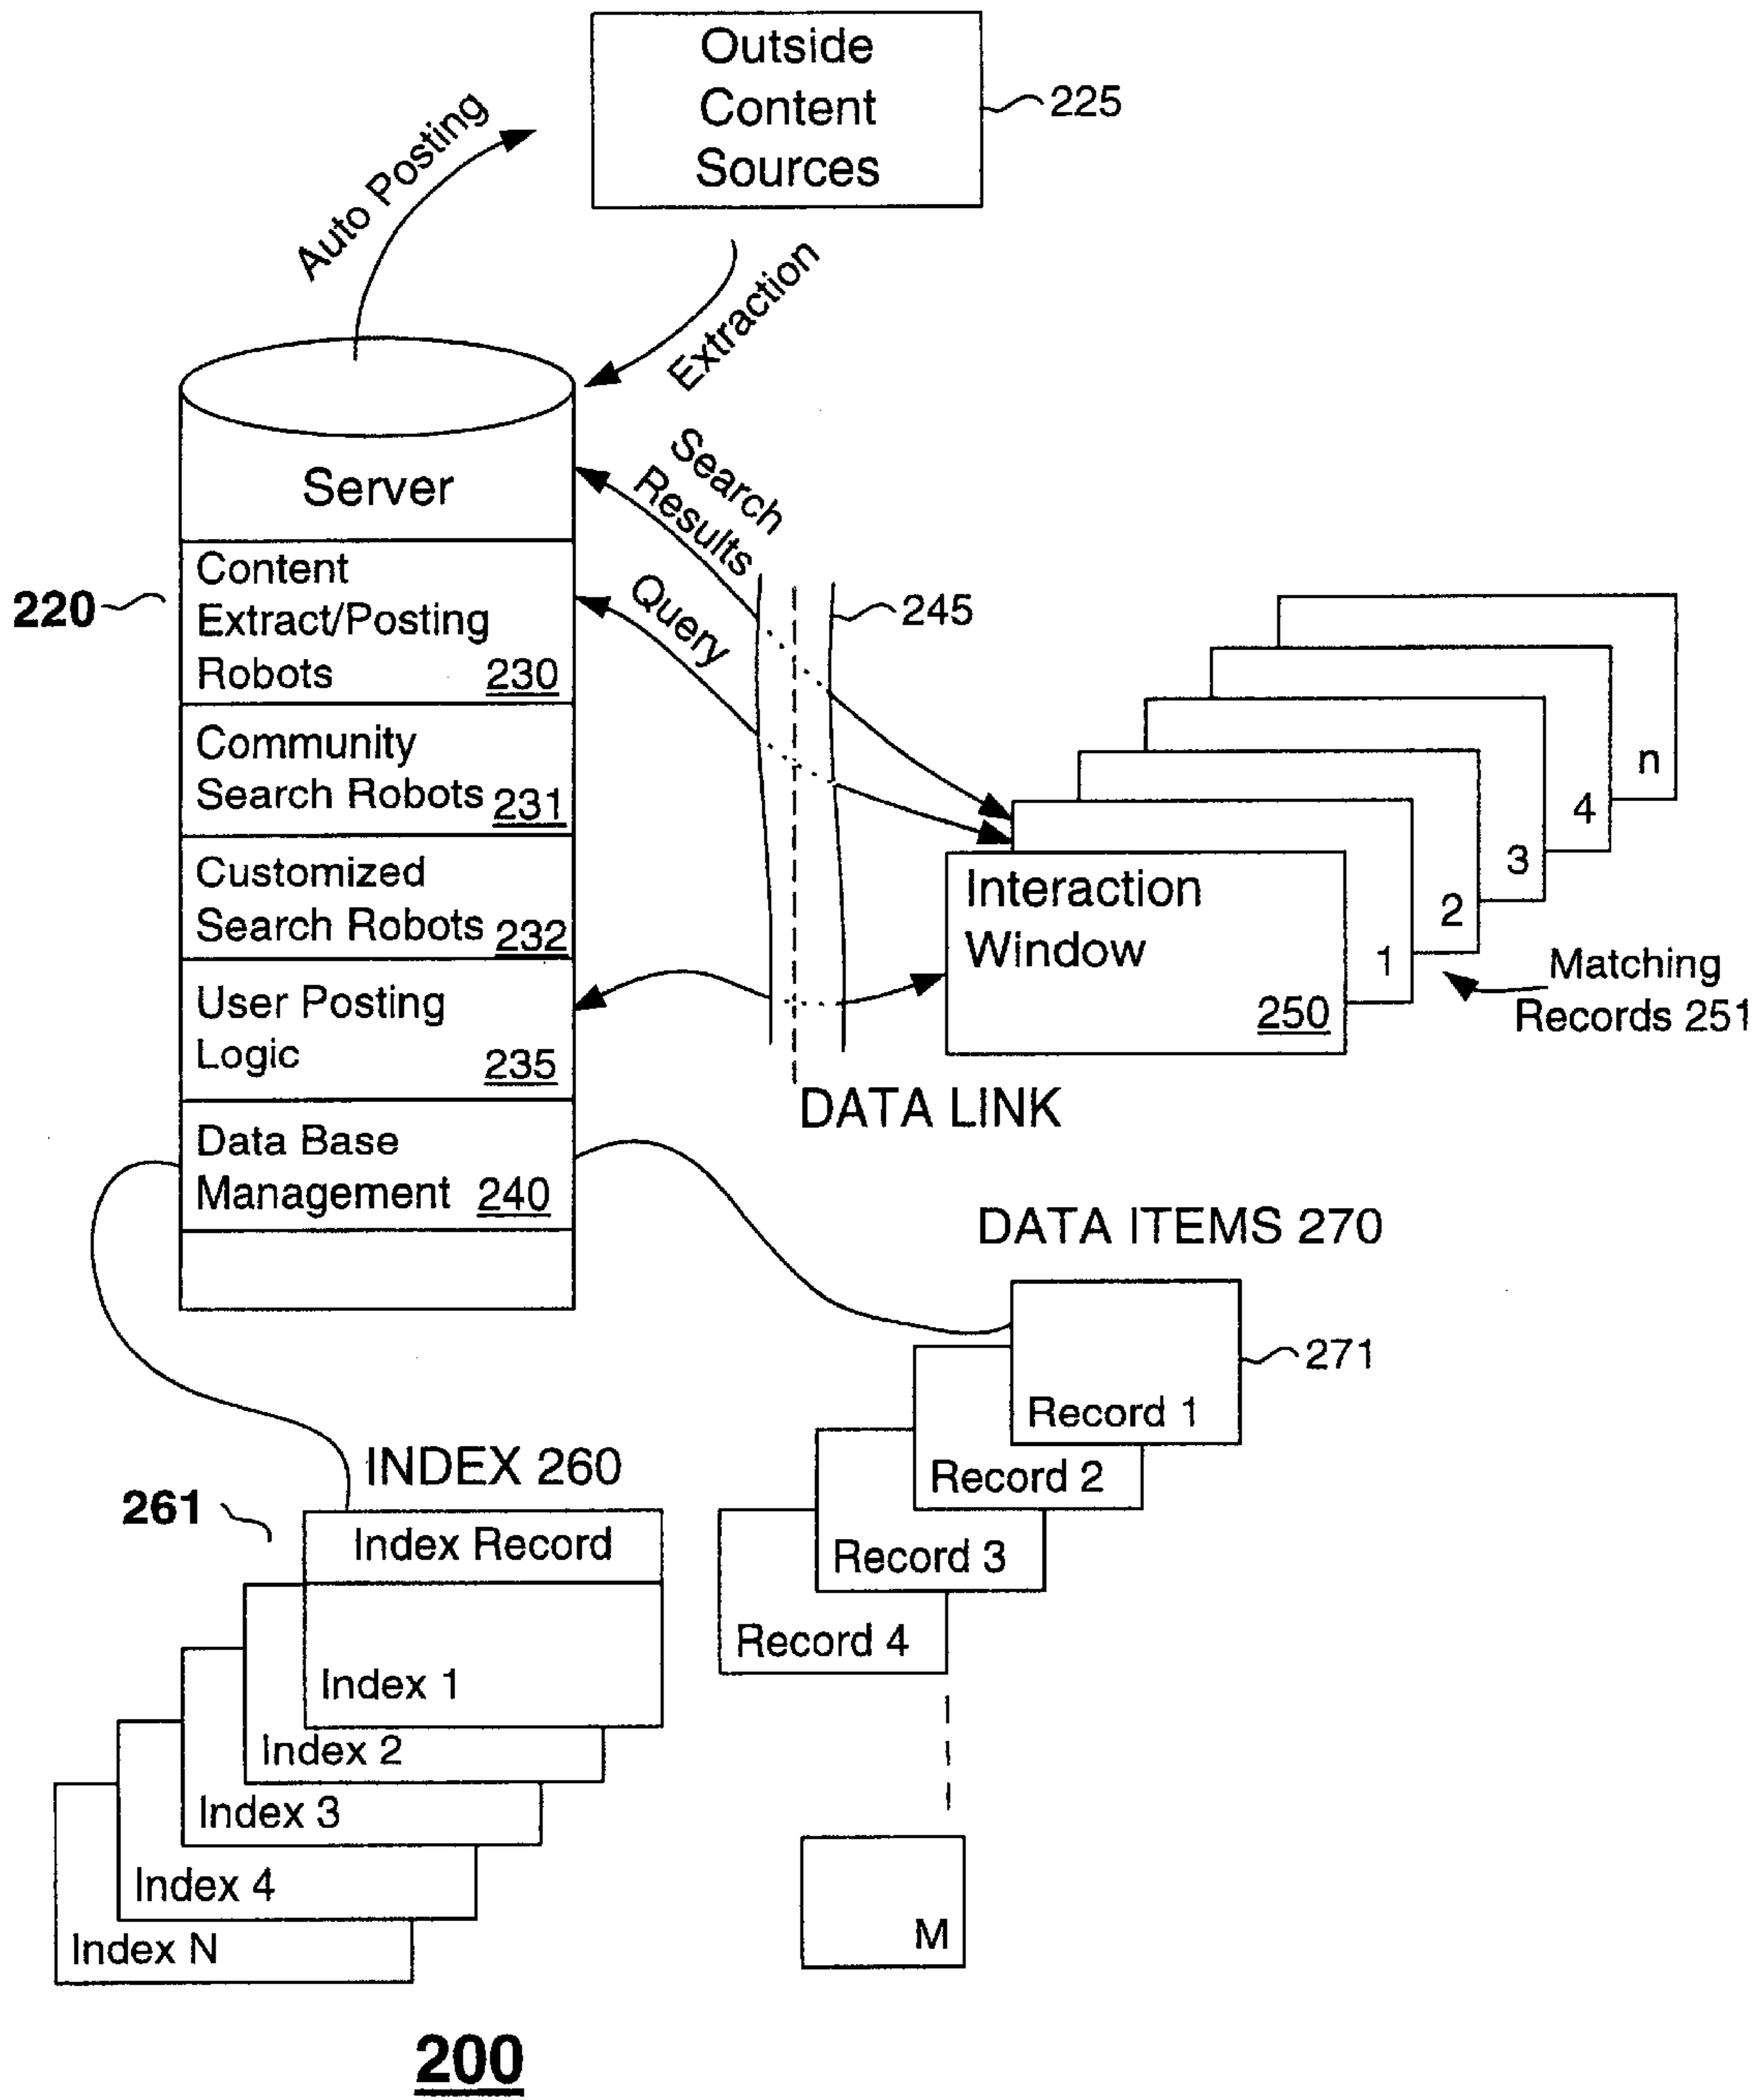 Outside
Content
Sources
225
Auto Posting
Extraction
Server
Search
Results
Query
220
Content
Extract/Posting
Robots 230
Community
Search Robots 231
Customized
Search Robots 232
User Posting
Logic 235
Data Base
Management 240
245
n
4
3
2
1
Interaction
Window
250
Matching
Records 251
DATA LINK
DATA ITEMS 270
271
Record 1
Record 2
Record 3
Record 4
M
INDEX 260
261
Index Record
Index 1
Index 2
Index 3
Index 4
Index N
200